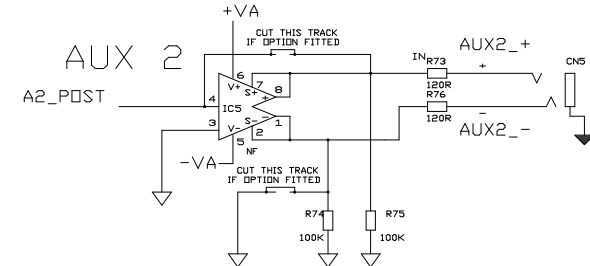 +VA
CUT THIS TRACK
IF OPTION FITTED
AUX 2
AUX2_+
IN
R73
CN5
6
V+
7
S+
+
8
+
120R
A2_POST
4
IC5
R76
3
S-
-
1
120R
-
V-
2
AUX2_-
5
NF
-VA
CUT THIS TRACK
IF OPTION FITTED
R74
R75
100K
100K